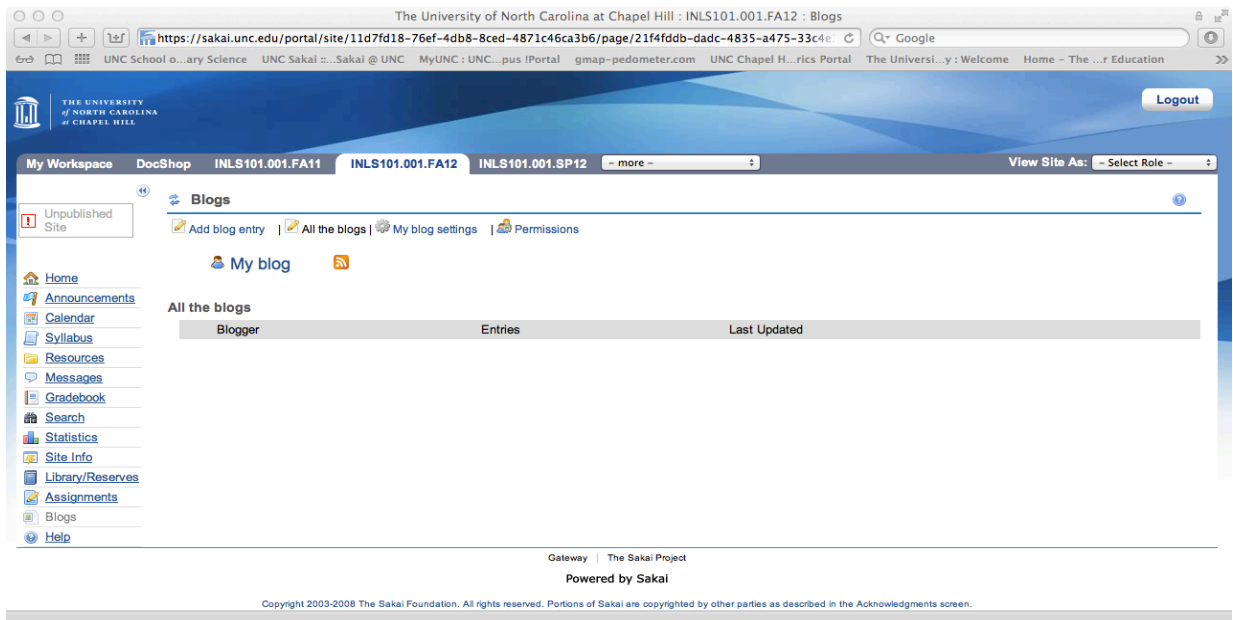 The University of North Carolina at Chapel Hill : INLS101.001.FA12 : Blogs
https://sakai.unc.edu/portal/site/11d7fd18-76ef-4db8-8ced-4871c46ca3b6/page/21f4fddb-dadc-4835-a475-33c4e Google
UNC School o...ary Science UNC Sakai ::...Sakai @ UNC MyUNC : UNC...pus !Portal gmap-pedometer.com UNC Chapel H...rics Portal The Universi...y : Welcome Home – The ...r Education
THE UNIVERSITY
of NORTH CAROLINA
at CHAPEL HILL
Logout
My Workspace DocShop INLS101.001.FA11 INLS101.001.FA12 INLS101.001.SP12 - more - View Site As: - Select Role -
Blogs
Unpublished
Site
Add blog entry | All the blogs | My blog settings | Permissions
My blog
Home
Announcements
Calendar
Syllabus
Resources
Messages
Gradebook
Search
Statistics
Site Info
Library/Reserves
Assignments
Blogs
Help
All the blogs
Blogger Entries Last Updated
Gateway | The Sakai Project
Powered by Sakai
Copyright 2003-2008 The Sakai Foundation. All rights reserved. Portions of Sakai are copyrighted by other parties as described in the Acknowledgments screen.